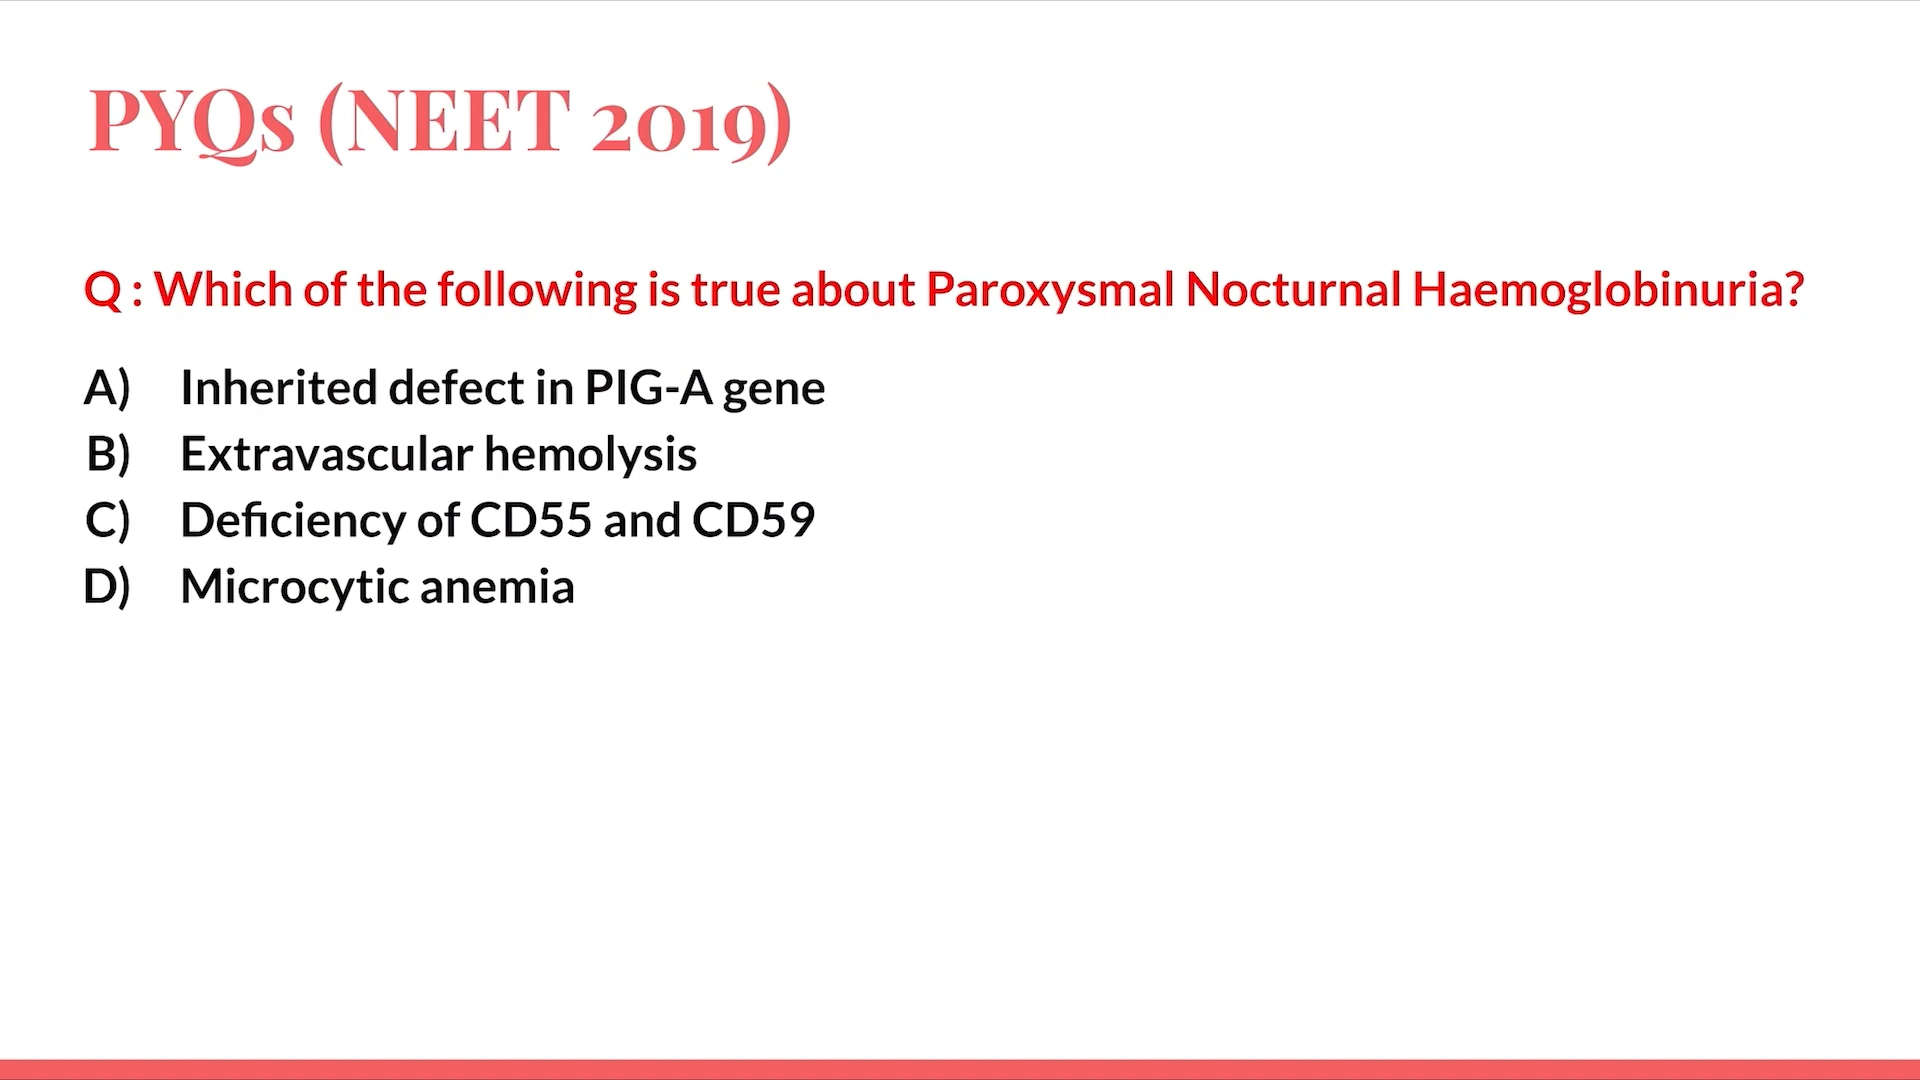 PYQs (NEET 2019)
Q : Which of the following is true about Paroxysmal Nocturnal Haemoglobinuria?
A) Inherited defect in PIG-A gene
B) Extravascular hemolysis
C) Deficiency of CD55 and CD59
D) Microcytic anemia